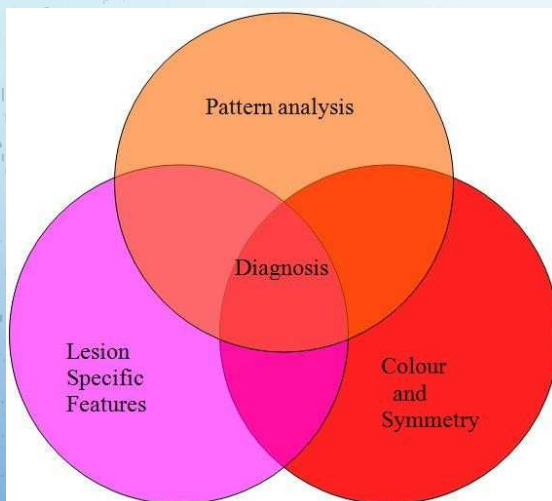 Pattern analysis
Diagnosis
Lesion
Specific
Features
Colour
and
Symmetry